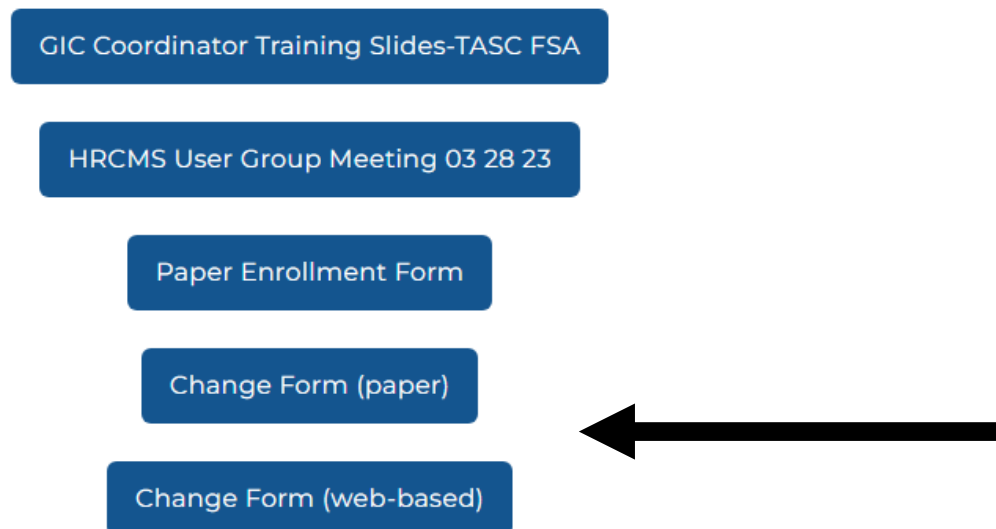 GIC Coordinator Training Slides-TASC FSA
HRCMS User Group Meeting 03 28 23
Paper Enrollment Form
Change Form (paper)
Change Form (web-based)